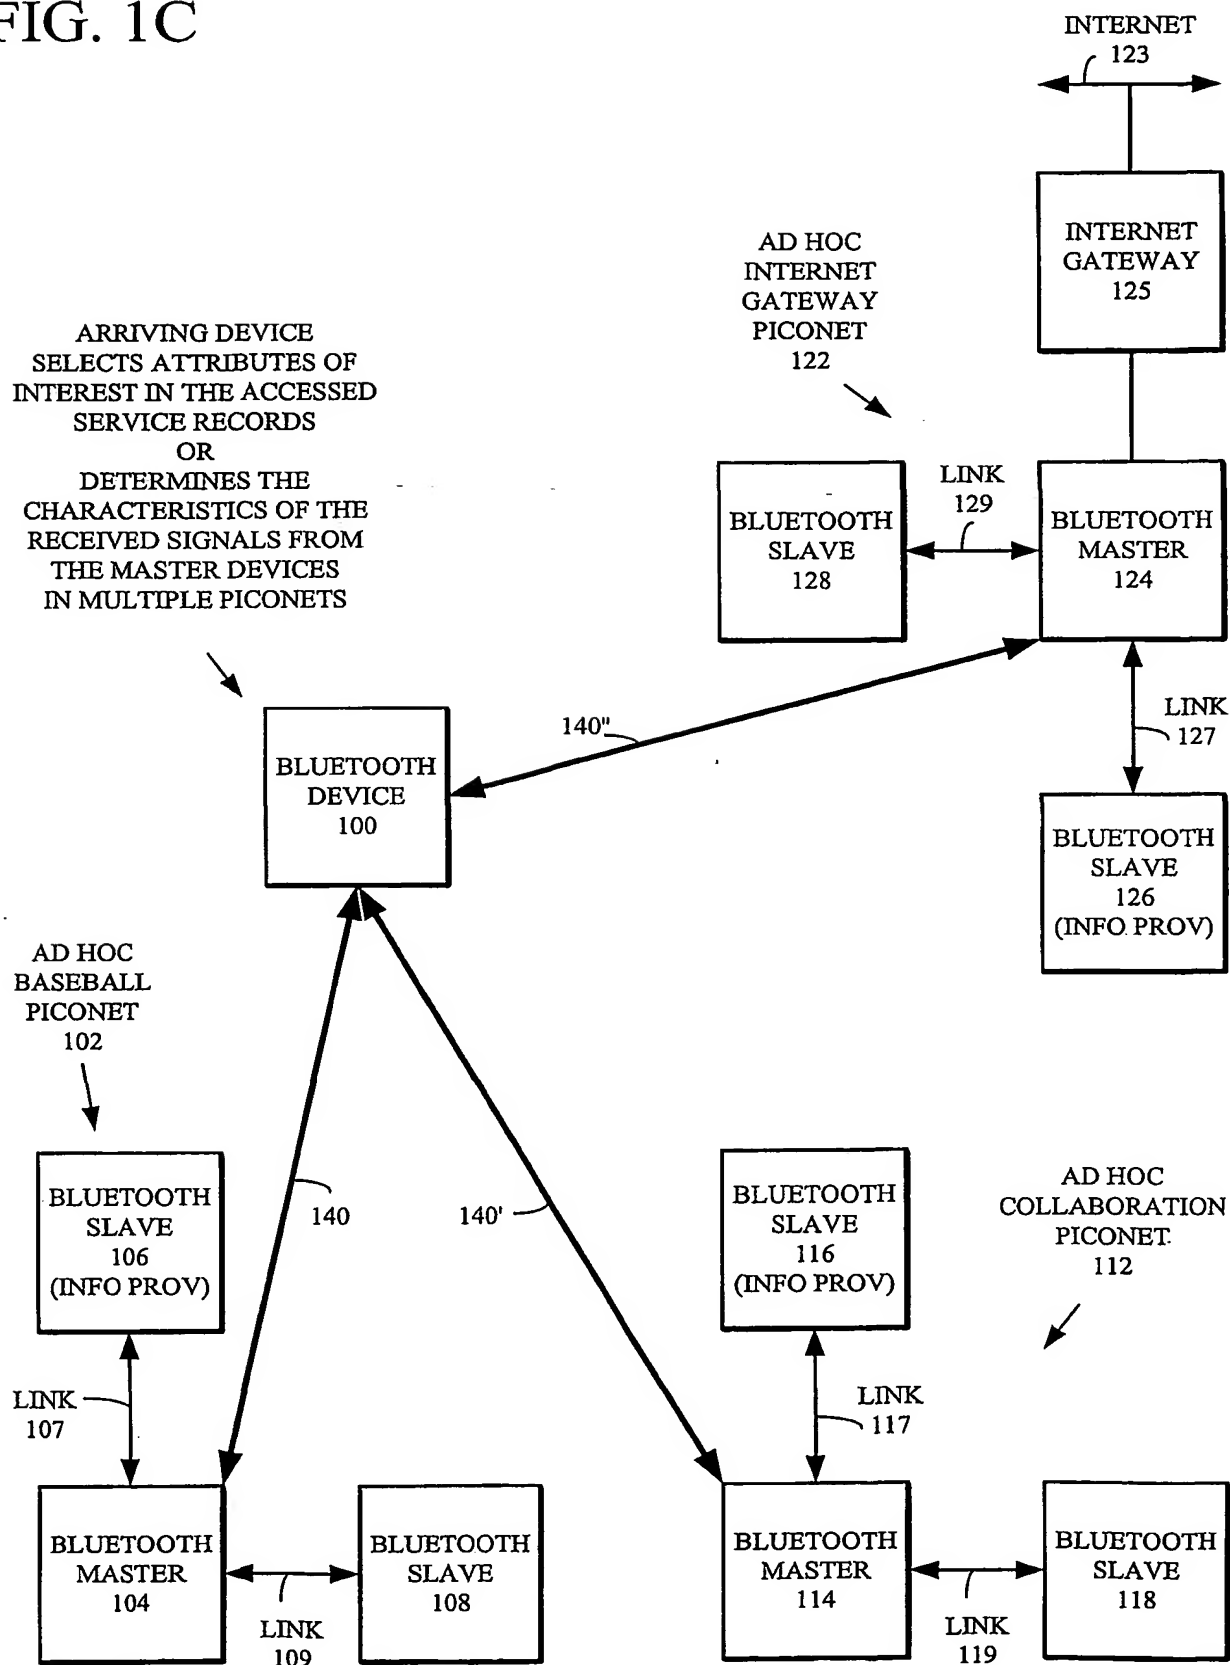 FIG. 1C
INTERNET
123
INTERNET
GATEWAY
125
AD HOC
INTERNET
GATEWAY
PICONET
122
ARRIVING DEVICE
SELECTS ATTRIBUTES OF
INTEREST IN THE ACCESSED
SERVICE RECORDS
OR
DETERMINES THE
CHARACTERISTICS OF THE
RECEIVED SIGNALS FROM
THE MASTER DEVICES
IN MULTIPLE PICONETS
BLUETOOTH
SLAVE
128
LINK
129
BLUETOOTH
MASTER
124
LINK
127
140"
BLUETOOTH
DEVICE
100
BLUETOOTH
SLAVE
126
(INFO PROV)
AD HOC
BASEBALL
PICONET
102
BLUETOOTH
SLAVE
106
(INFO PROV)
140
140'
BLUETOOTH
SLAVE
116
(INFO PROV)
AD HOC
COLLABORATION
PICONET
112
LINK
107
LINK
117
BLUETOOTH
MASTER
104
LINK
109
BLUETOOTH
SLAVE
108
BLUETOOTH
MASTER
114
LINK
119
BLUETOOTH
SLAVE
118